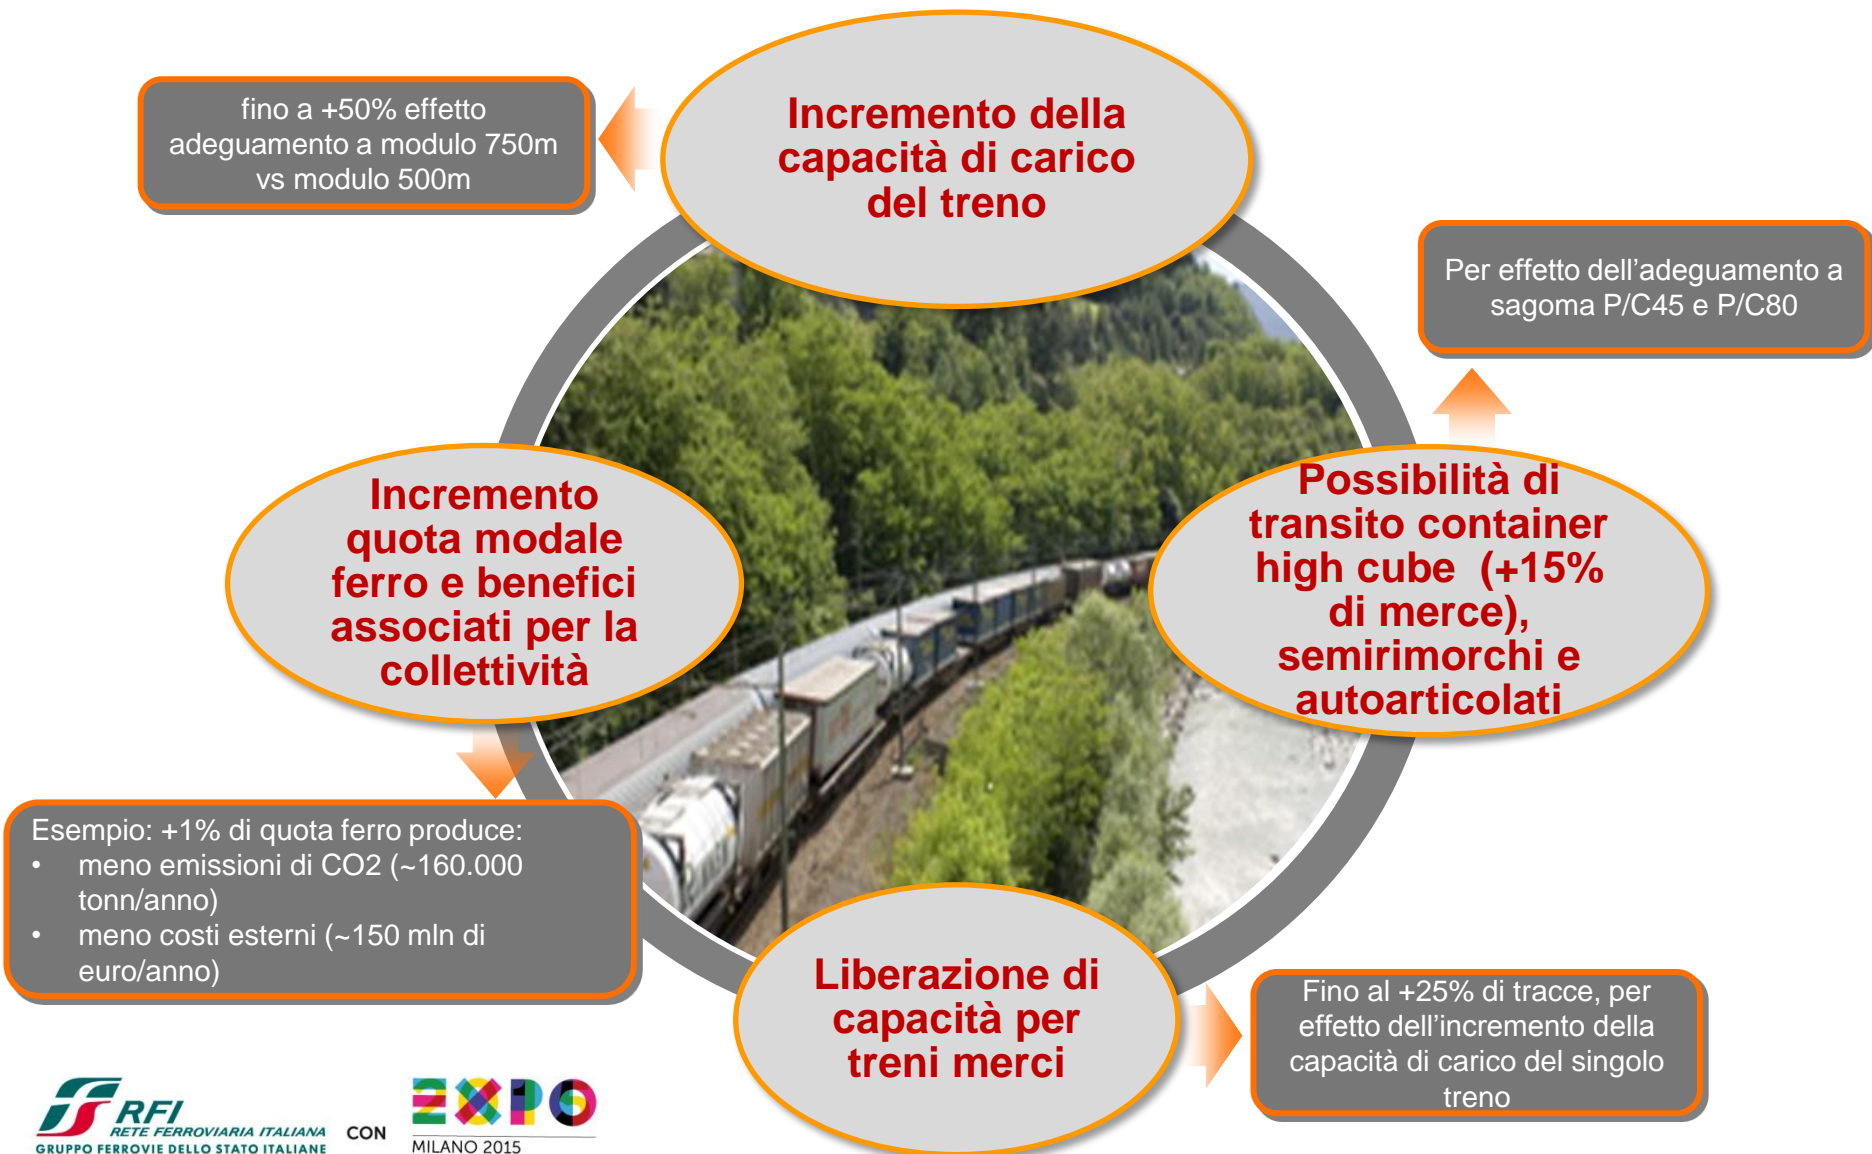 Incremento della
capacità di carico
del treno
fino a +50% effetto
adeguamento a modulo 750m
vs modulo 500m
Per effetto dell’adeguamento a
sagoma P/C45 e P/C80
Possibilità di
transito container
high cube (+15%
di merce),
semirimorchi e
autoarticolati
Incremento
quota modale
ferro e benefici
associati per la
collettività
Esempio: +1% di quota ferro produce:
• meno emissioni di CO2 (~160.000
tonn/anno)
• meno costi esterni (~150 mln di
euro/anno)
Liberazione di
capacità per
treni merci
Fino al +25% di tracce, per
effetto dell’incremento della
capacità di carico del singolo
treno
RFI
RETE FERROVIARIA ITALIANA
GRUPPO FERROVIE DELLO STATO ITALIANE
CON
EXPO
MILANO 2015